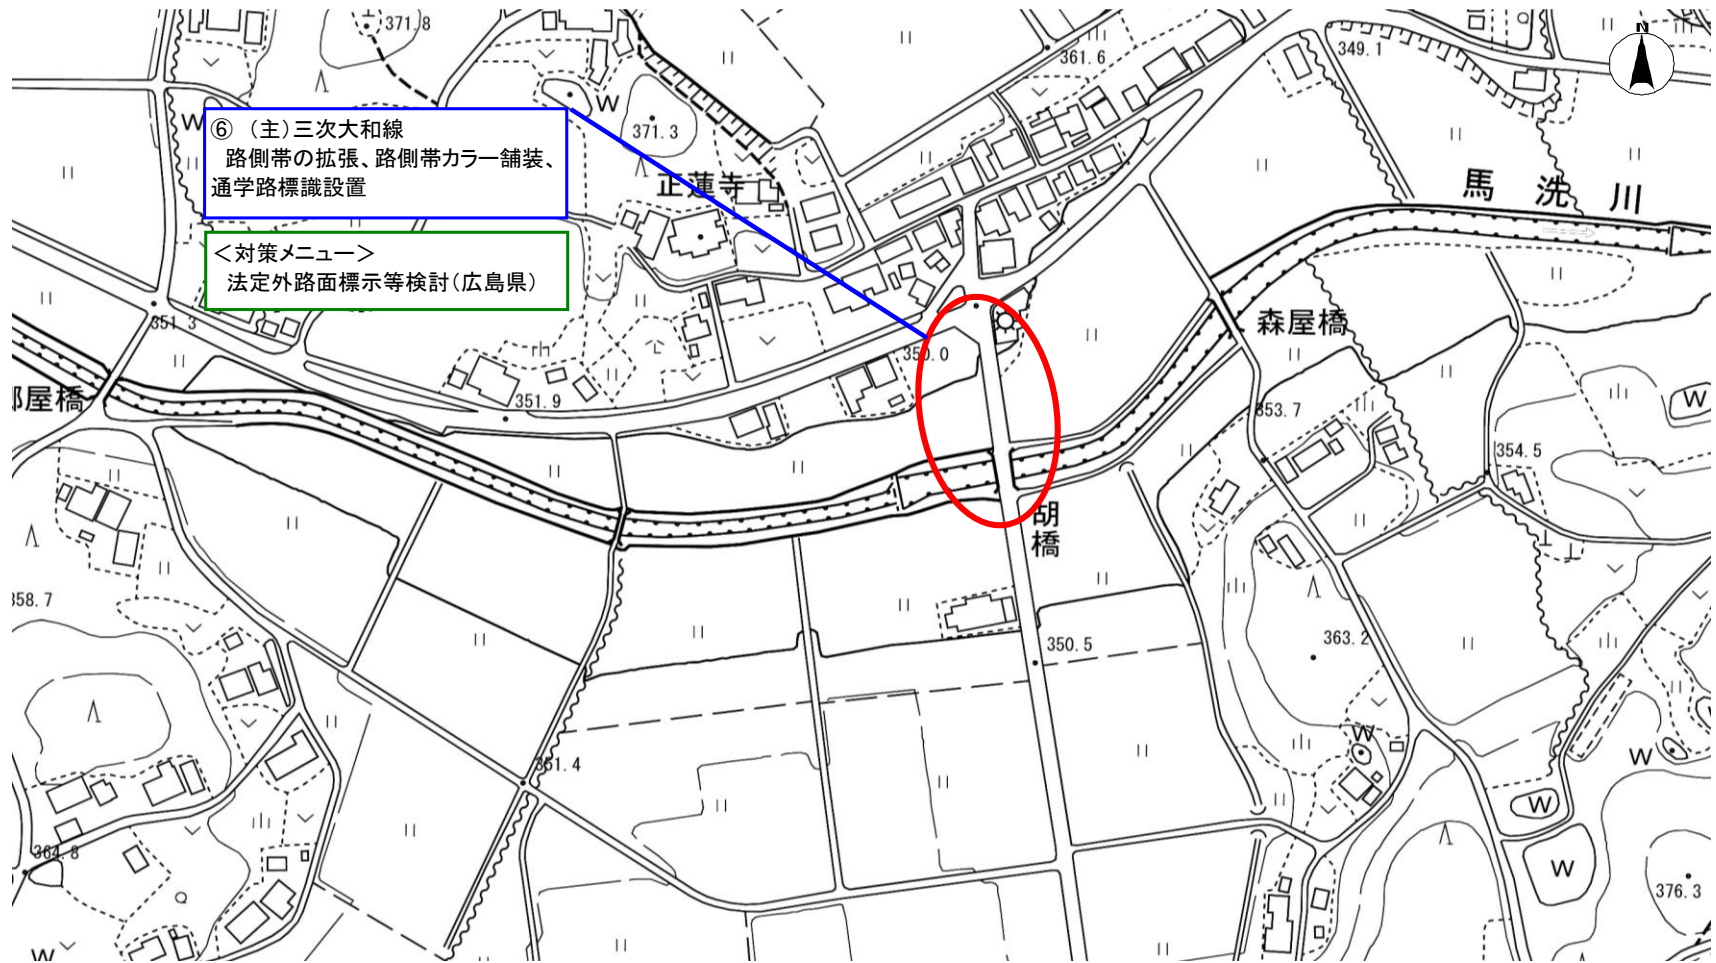 371.8
N
361.6
349.1
W
W
⑥ (主)三次大和線
路側帯の拡張、路側帯カラー舗装、
通学路標識設置
371.3
正蓮寺
馬洗川
<対策メニュー>
法定外路面標示等検討(広島県)
351.3
森屋橋
350.0
屋橋
351.9
353.7
W
354.5
胡橋
358.7
350.5
363.2
W
W
351.4
W
364.8
W
376.3
W